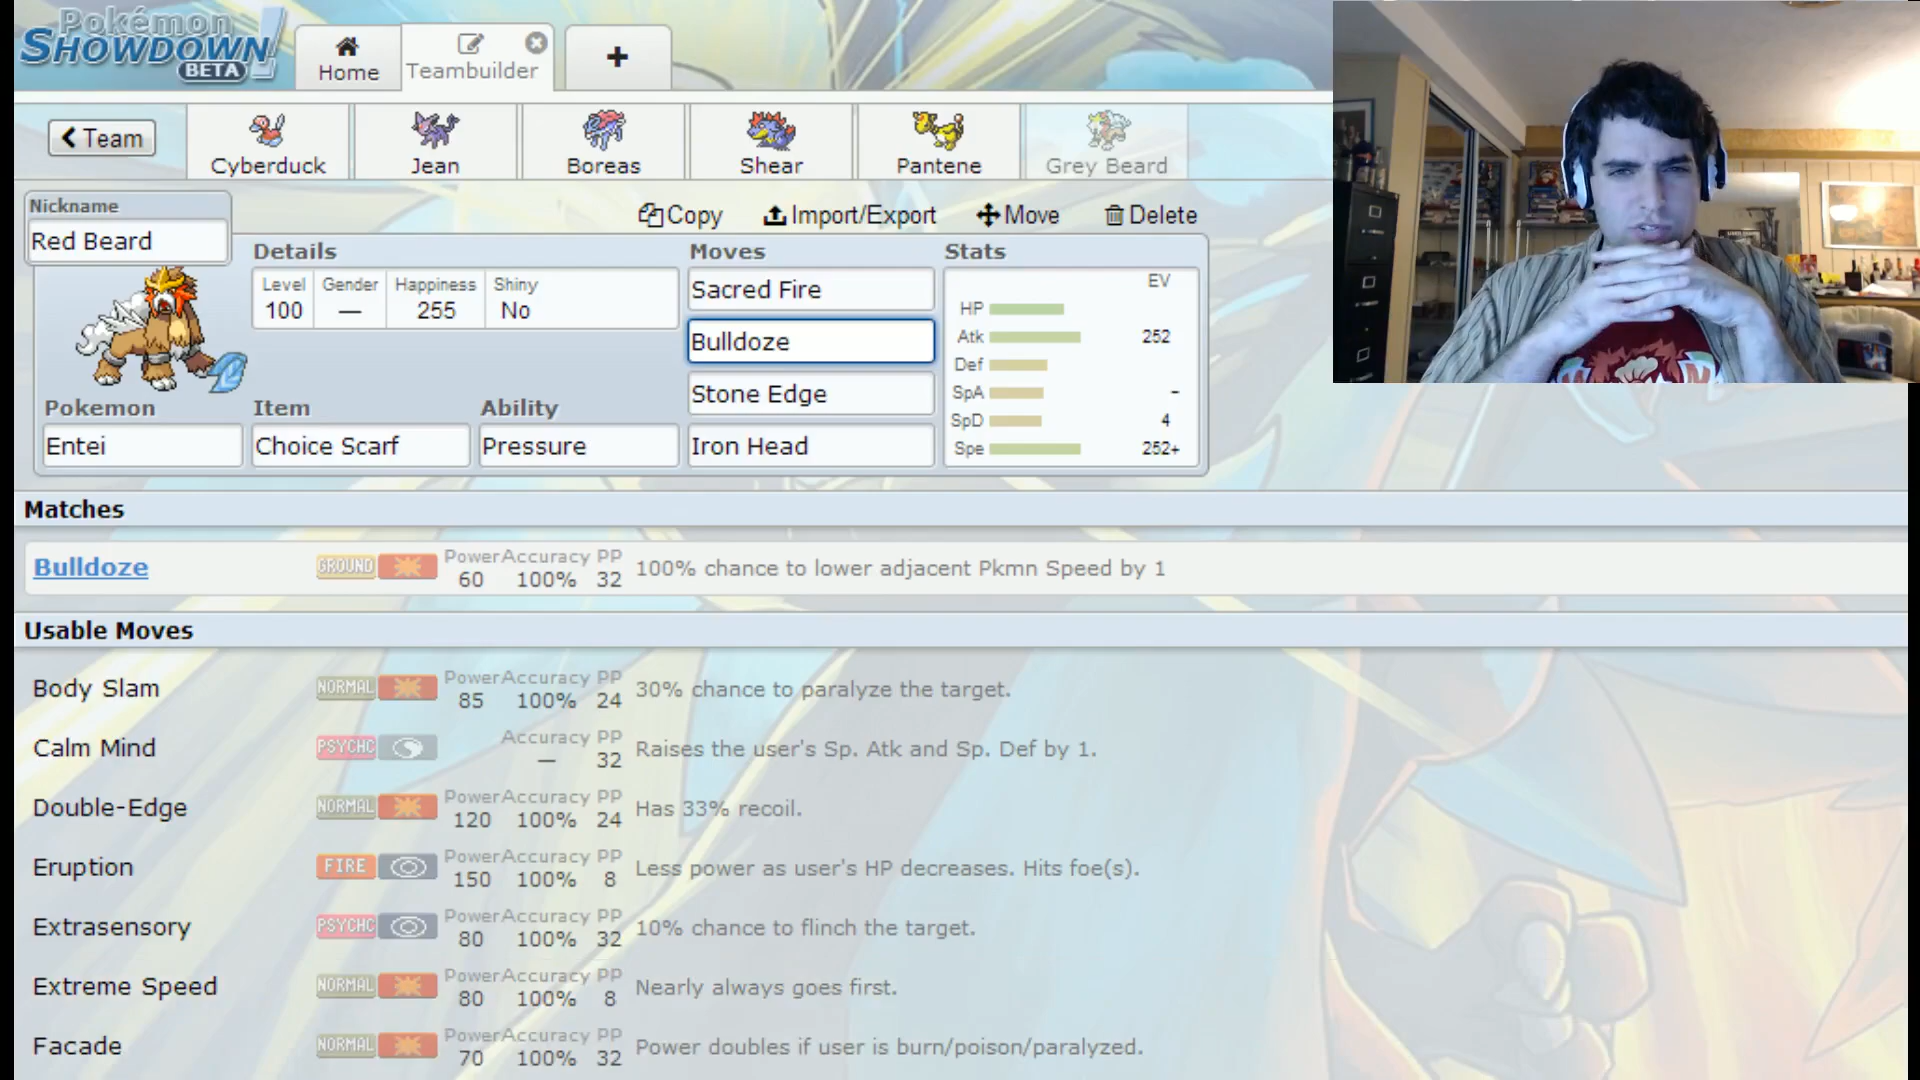 Pokémon
SHOWDOWN!
BETA
Home
Teambuilder
+
Team
Cyberduck
Jean
Boreas
Shear
Pantene
Grey Beard
Nickname
Red Beard
Copy
Import/Export
Move
Delete
Details
Moves
Stats
Level Gender Happiness Shiny
100 — 255 No
Sacred Fire
Bulldoze
Stone Edge
Iron Head
EV
HP
Atk 252
Def
SpA -
SpD 4
Spe 252+
Pokemon Item Ability
Entei Choice Scarf Pressure
Matches
Bulldoze GROUND Power 60 Accuracy 100% PP 32 100% chance to lower adjacent Pkmn Speed by 1
Usable Moves
Body Slam NORMAL Power 85 Accuracy 100% PP 24 30% chance to paralyze the target.
Calm Mind PSYCHC Accuracy — PP 32 Raises the user's Sp. Atk and Sp. Def by 1.
Double-Edge NORMAL Power 120 Accuracy 100% PP 24 Has 33% recoil.
Eruption FIRE Power 150 Accuracy 100% PP 8 Less power as user's HP decreases. Hits foe(s).
Extrasensory PSYCHC Power 80 Accuracy 100% PP 32 10% chance to flinch the target.
Extreme Speed NORMAL Power 80 Accuracy 100% PP 8 Nearly always goes first.
Facade NORMAL Power 70 Accuracy 100% PP 32 Power doubles if user is burn/poison/paralyzed.